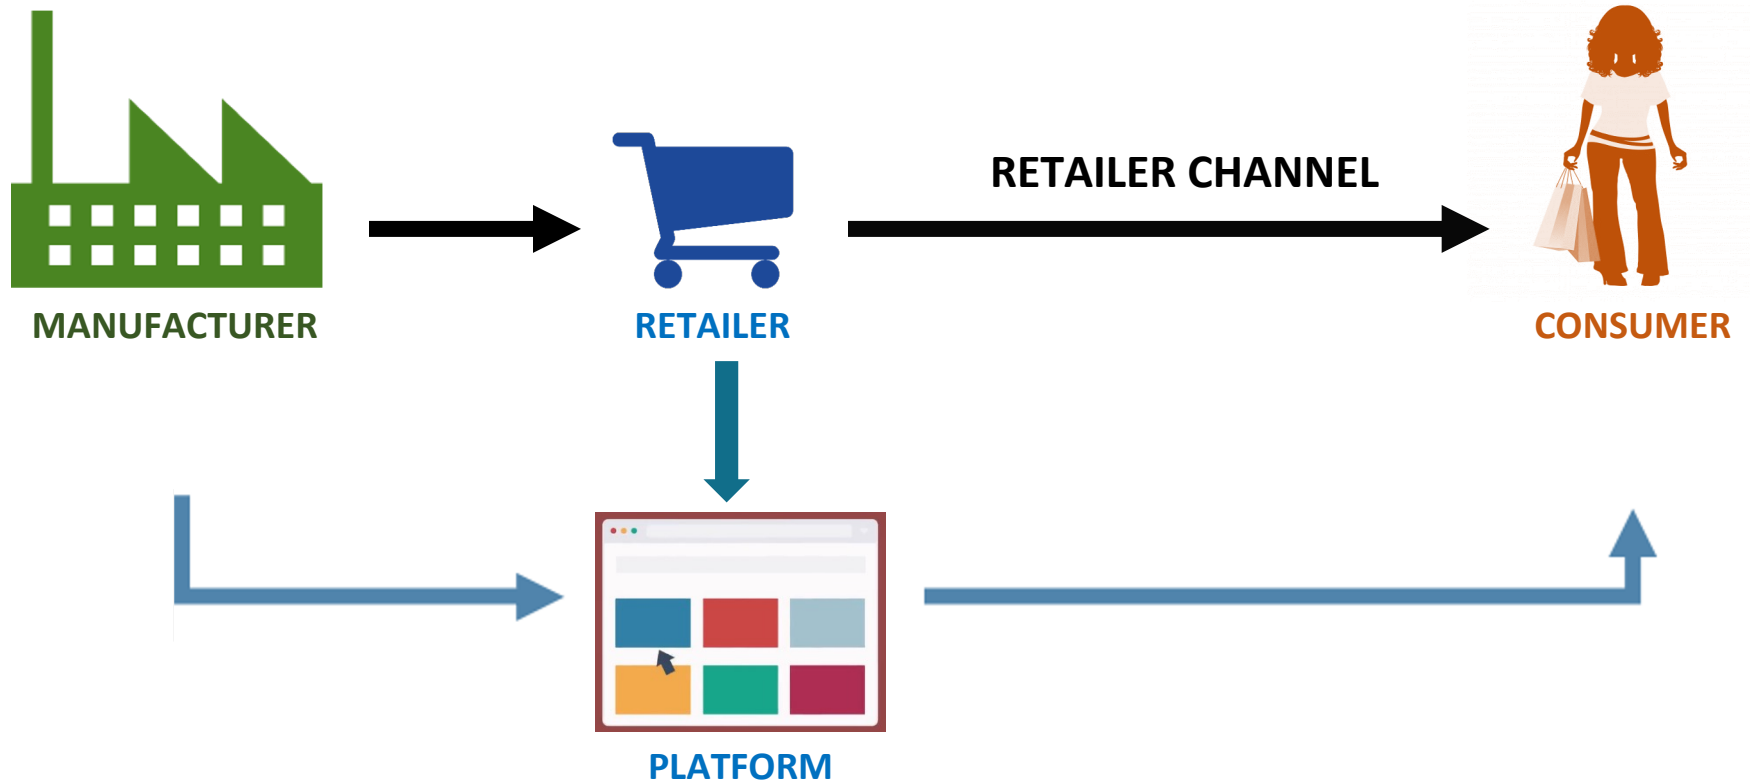 RETAILER CHANNEL
MANUFACTURER
RETAILER
CONSUMER
PLATFORM